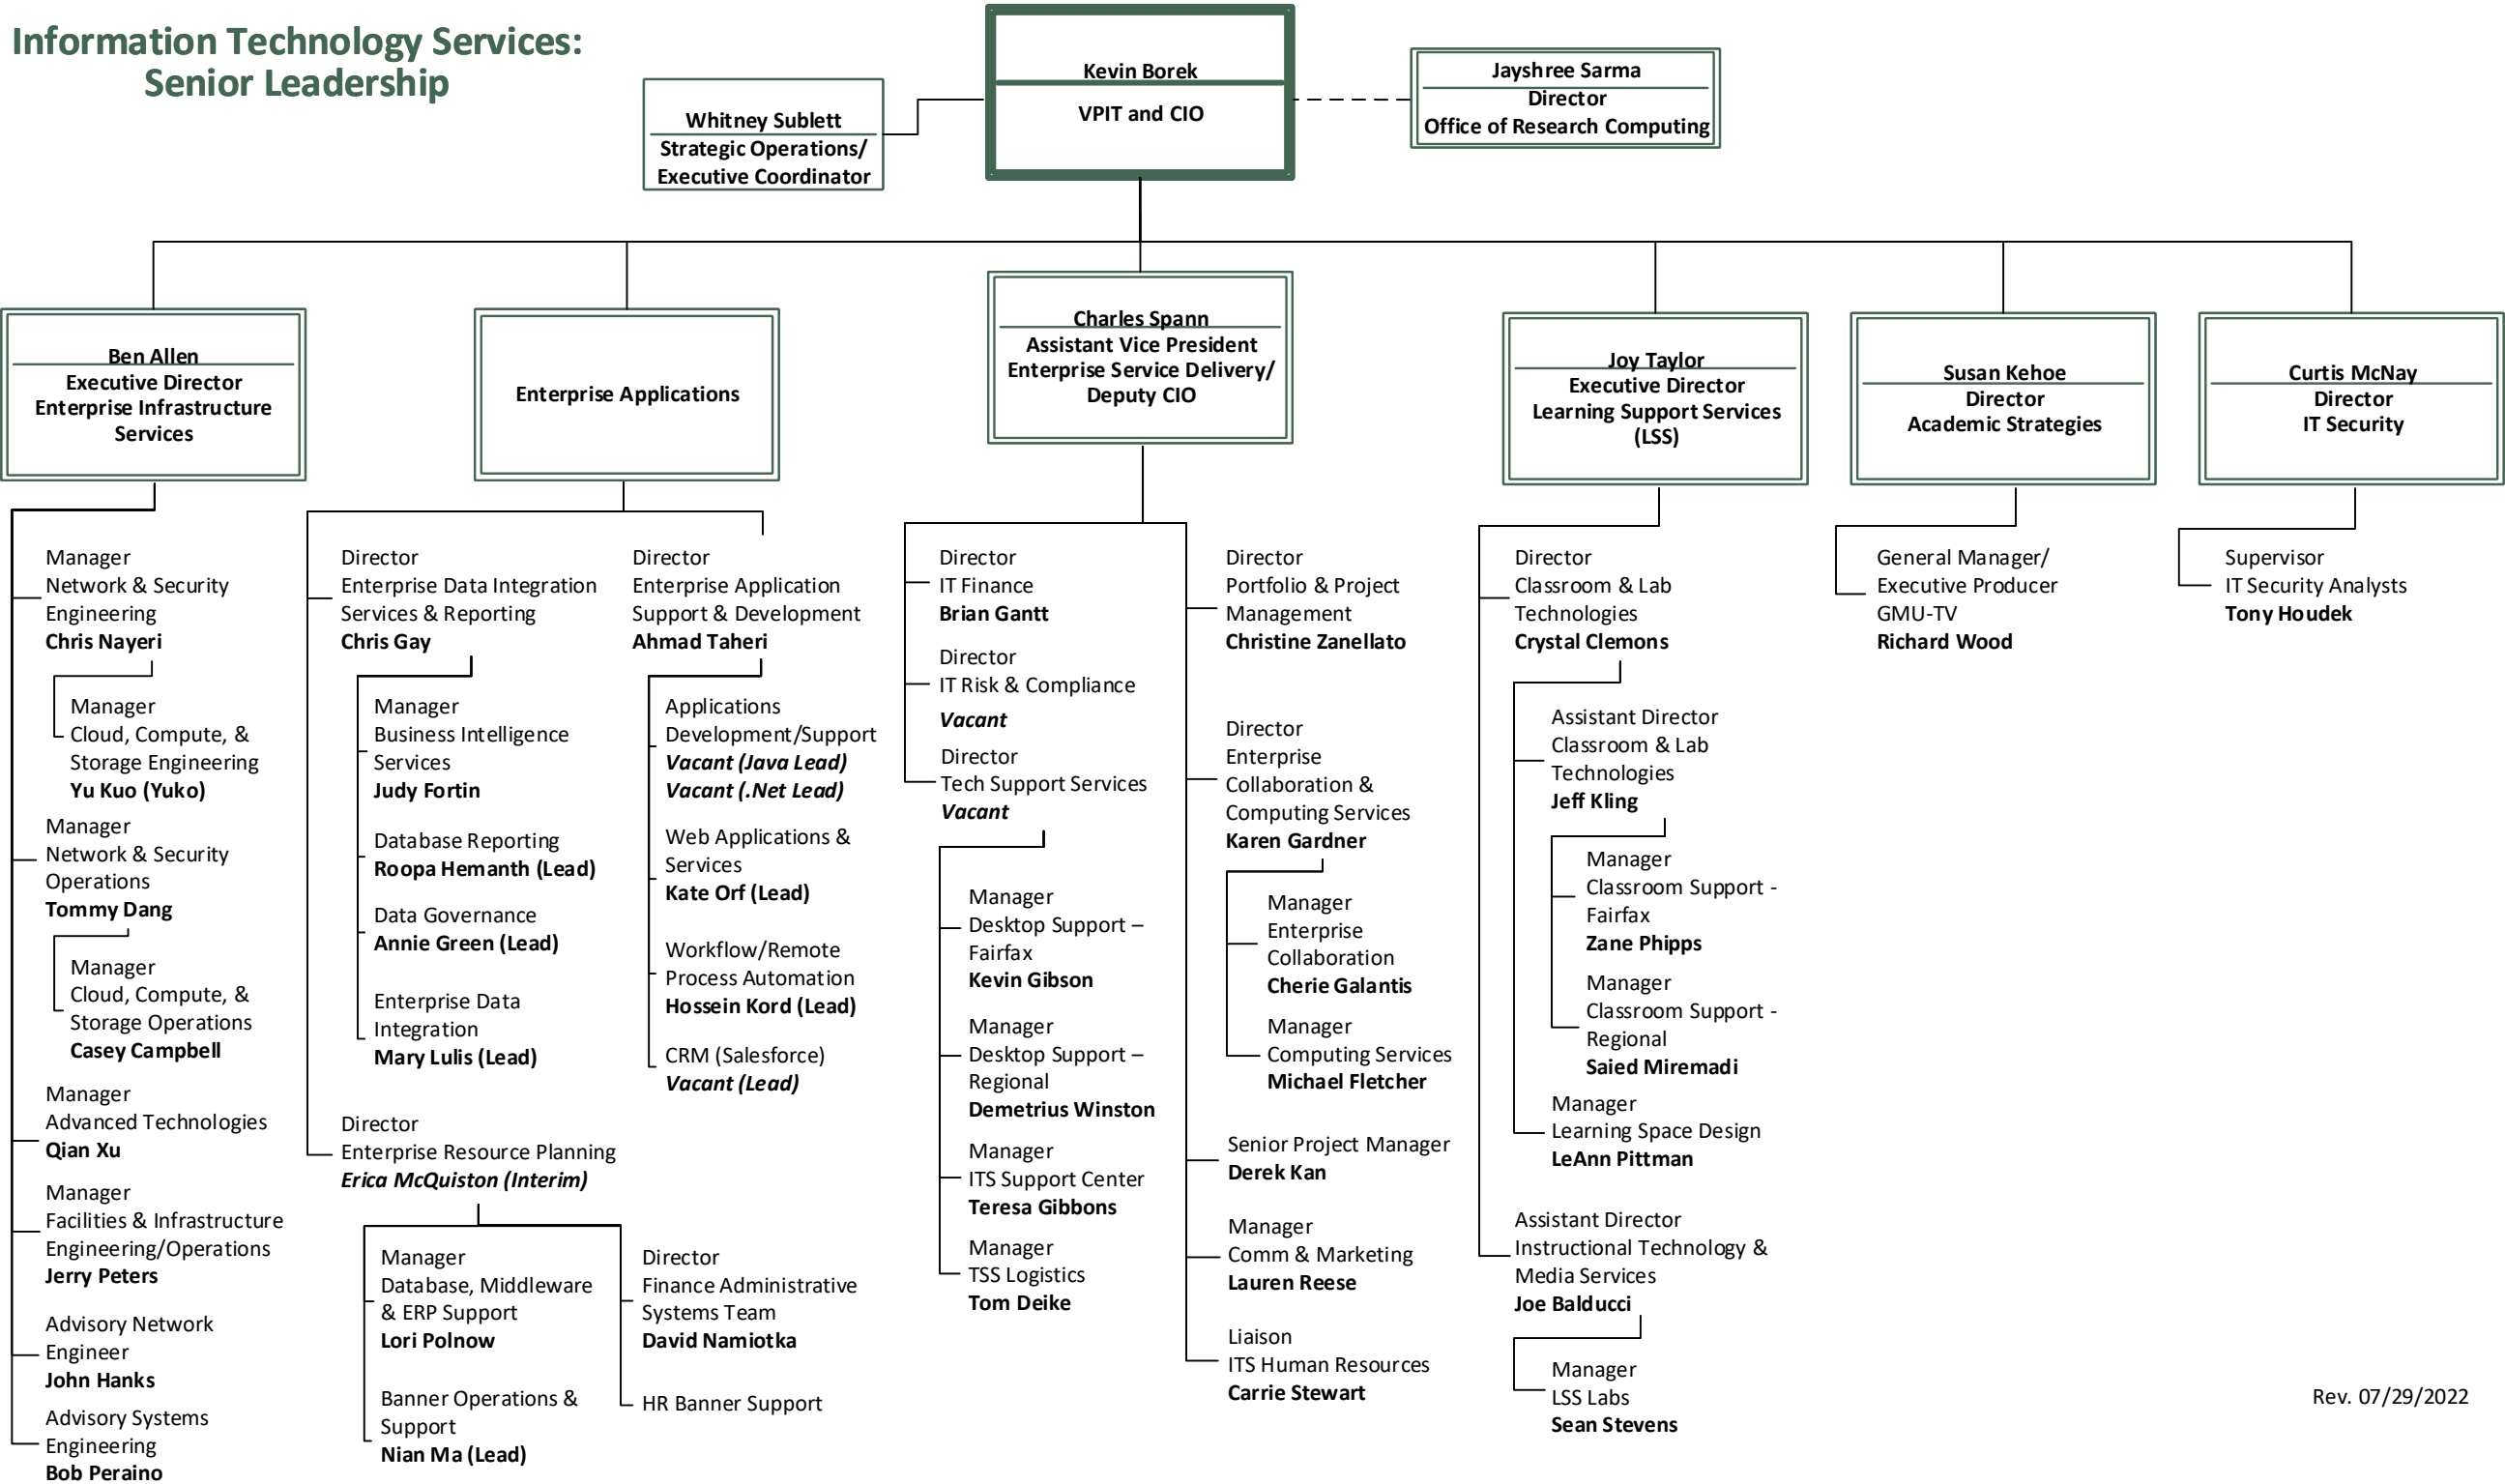 Information Technology Services:
Senior Leadership
Kevin Borek
VPIT and CIO
Whitney Sublett
Strategic Operations/
Executive Coordinator
Jayshree Sarma
Director
Office of Research Computing
Ben Allen
Executive Director
Enterprise Infrastructure
Services
Enterprise Applications
Charles Spann
Assistant Vice President
Enterprise Service Delivery/
Deputy CIO
Joy Taylor
Executive Director
Learning Support Services
(LSS)
Susan Kehoe
Director
Academic Strategies
Curtis McNay
Director
IT Security
Manager
Network & Security
Engineering
Chris Nayeri
Manager
Cloud, Compute, &
Storage Engineering
Yu Kuo (Yuko)
Manager
Network & Security
Operations
Tommy Dang
Manager
Cloud, Compute, &
Storage Operations
Casey Campbell
Manager
Advanced Technologies
Qian Xu
Manager
Facilities & Infrastructure
Engineering/Operations
Jerry Peters
Advisory Network
Engineer
John Hanks
Advisory Systems
Engineering
Bob Peraino
Director
Enterprise Data Integration
Services & Reporting
Chris Gay
Manager
Business Intelligence
Services
Judy Fortin
Database Reporting
Roopa Hemanth (Lead)
Data Governance
Annie Green (Lead)
Enterprise Data
Integration
Mary Lulis (Lead)
Director
Enterprise Resource Planning
Erica McQuiston (Interim)
Manager
Database, Middleware
& ERP Support
Lori Polnow
Banner Operations &
Support
Nian Ma (Lead)
Director
Finance Administrative
Systems Team
David Namiotka
HR Banner Support
Director
Enterprise Application
Support & Development
Ahmad Taheri
Applications
Development/Support
Vacant (Java Lead)
Vacant (.Net Lead)
Web Applications &
Services
Kate Orf (Lead)
Workflow/Remote
Process Automation
Hossein Kord (Lead)
CRM (Salesforce)
Vacant (Lead)
Director
IT Finance
Brian Gantt
Director
IT Risk & Compliance
Vacant
Director
Tech Support Services
Vacant
Manager
Desktop Support –
Fairfax
Kevin Gibson
Manager
Desktop Support –
Regional
Demetrius Winston
Manager
ITS Support Center
Teresa Gibbons
Manager
TSS Logistics
Tom Deike
Director
Portfolio & Project
Management
Christine Zanellato
Director
Enterprise
Collaboration &
Computing Services
Karen Gardner
Manager
Enterprise
Collaboration
Cherie Galantis
Manager
Computing Services
Michael Fletcher
Senior Project Manager
Derek Kan
Manager
Comm & Marketing
Lauren Reese
Liaison
ITS Human Resources
Carrie Stewart
Director
Classroom & Lab
Technologies
Crystal Clemons
Assistant Director
Classroom & Lab
Technologies
Jeff Kling
Manager
Classroom Support -
Fairfax
Zane Phipps
Manager
Classroom Support -
Regional
Saied Miremadi
Manager
Learning Space Design
LeAnn Pittman
Assistant Director
Instructional Technology &
Media Services
Joe Balducci
Manager
LSS Labs
Sean Stevens
General Manager/
Executive Producer
GMU-TV
Richard Wood
Supervisor
IT Security Analysts
Tony Houdek
Rev. 07/29/2022